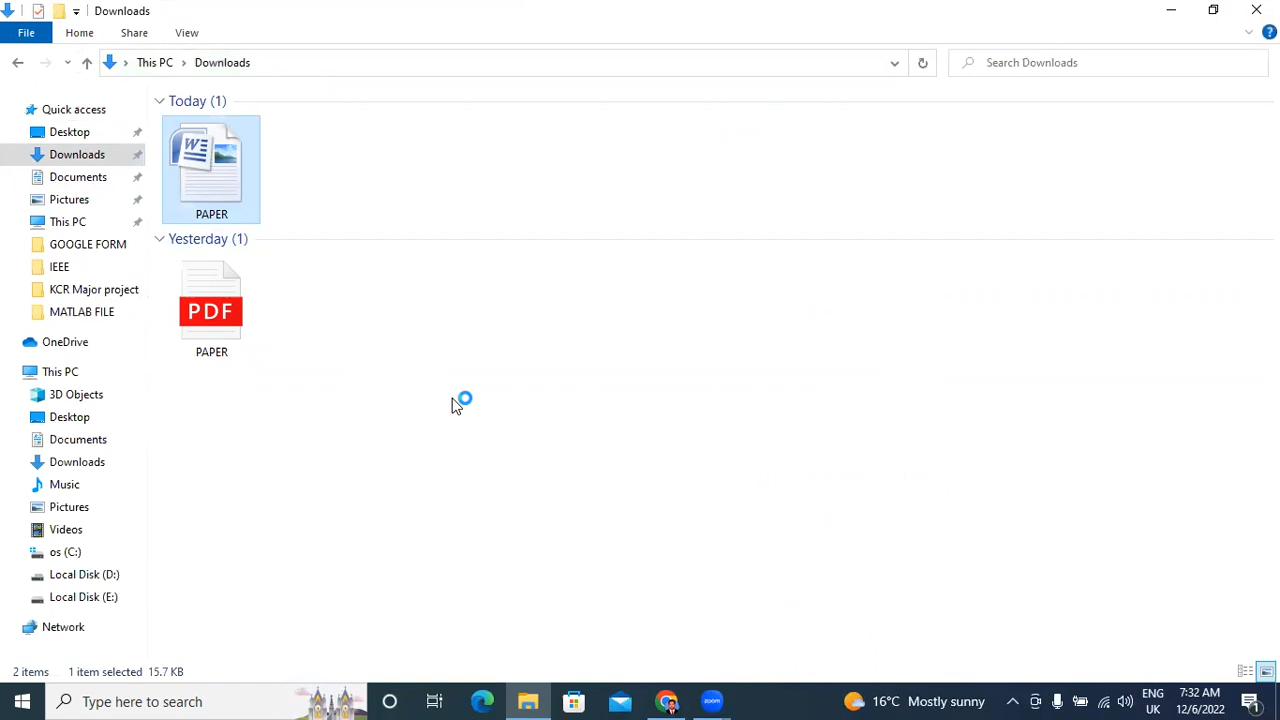 Downloads
File Home Share View
This PC Downloads Search Downloads
Quick access
Desktop
Downloads
Documents
Pictures
This PC
GOOGLE FORM
IEEE
KCR Major project
MATLAB FILE
OneDrive
This PC
3D Objects
Desktop
Documents
Downloads
Music
Pictures
Videos
os (C:)
Local Disk (D:)
Local Disk (E:)
Network
Today (1)
W
PAPER
Yesterday (1)
PDF
PAPER
2 items 1 item selected 15.7 KB
Type here to search
zoom
16°C Mostly sunny
ENG
UK
7:32 AM
12/6/2022
1